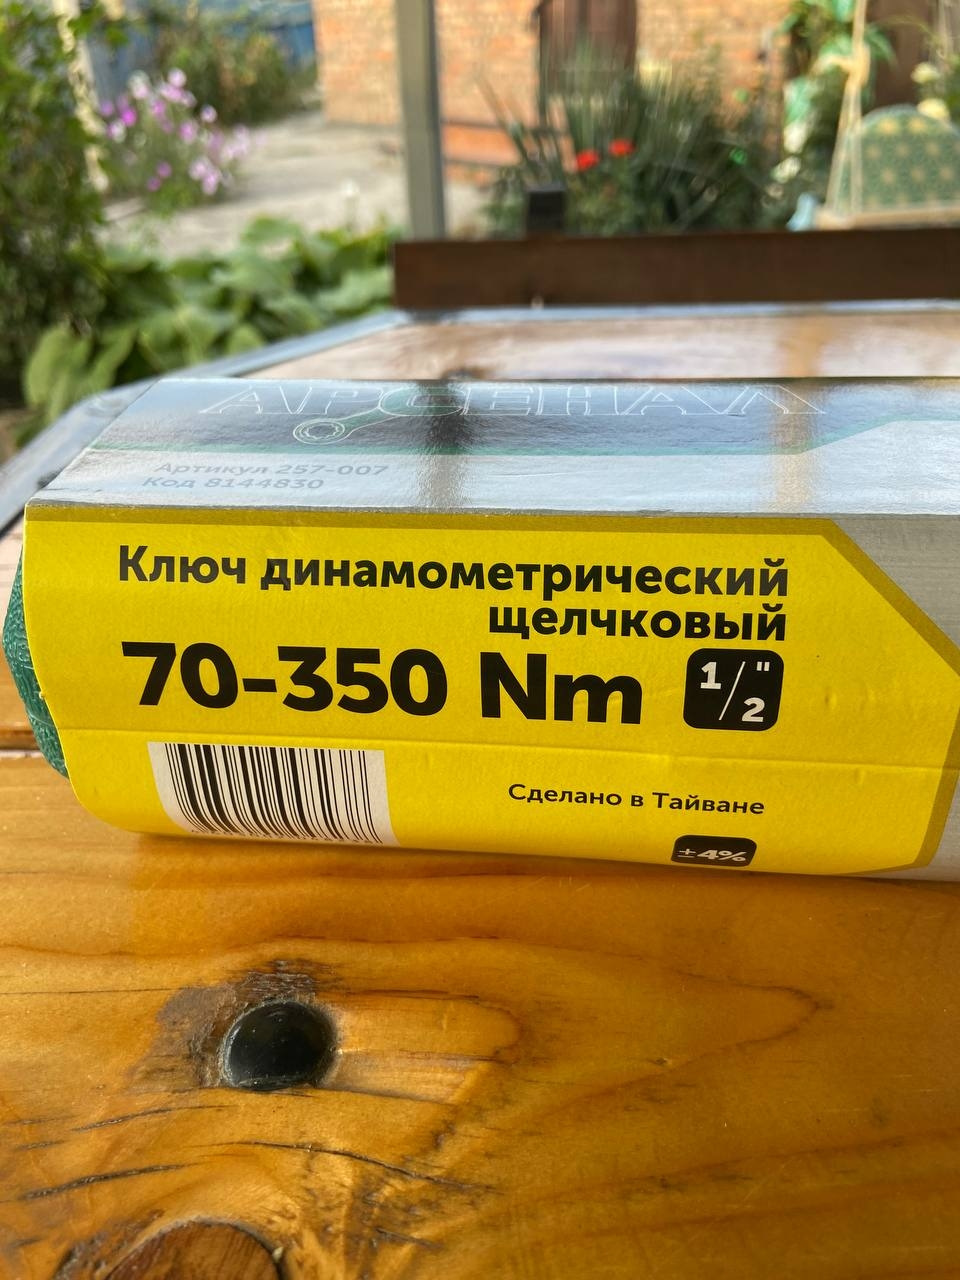 АРСЕНАЛ
Артикул 257-007
Код 8144830
Ключ динамометрический
щелчковый
70-350 Nm 1/2"
Сделано в Тайване
±4%